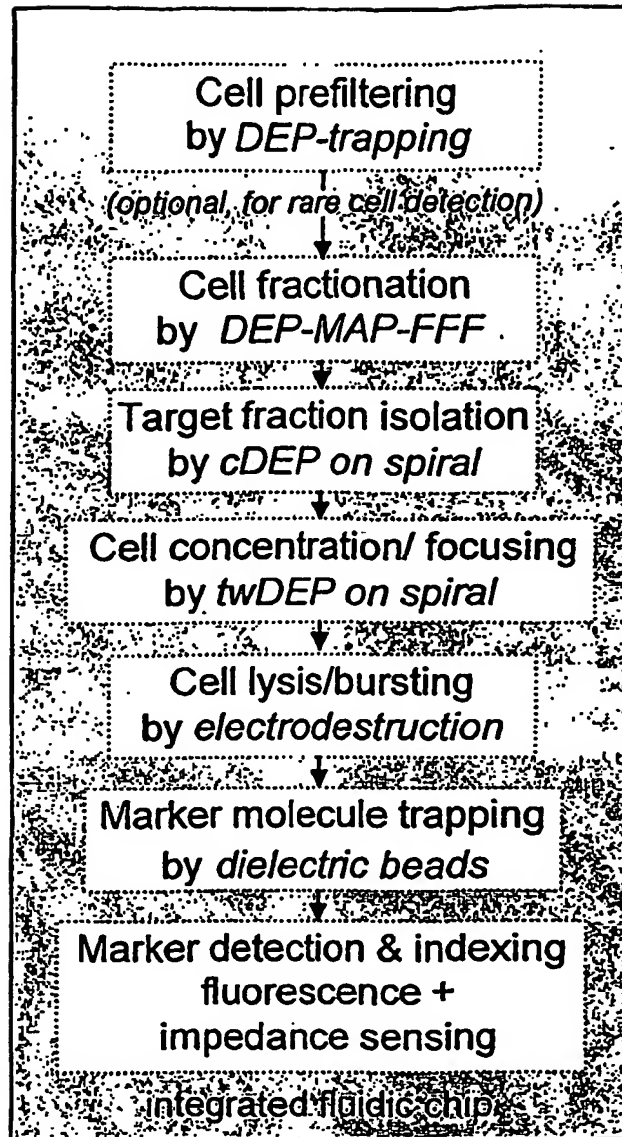 Cell prefiltering
by DEP-trapping
(optional for rare cell detection)
Cell fractionation
by DEP-MAP-FFF
Target fraction isolation
by cDEP on spiral
Cell concentration/ focusing
by twDEP on spiral
Cell lysis/bursting
by electrodestruction
Marker molecule trapping
by dielectric beads
Marker detection & indexing
fluorescence +
impedance sensing
integrated fluidic chip